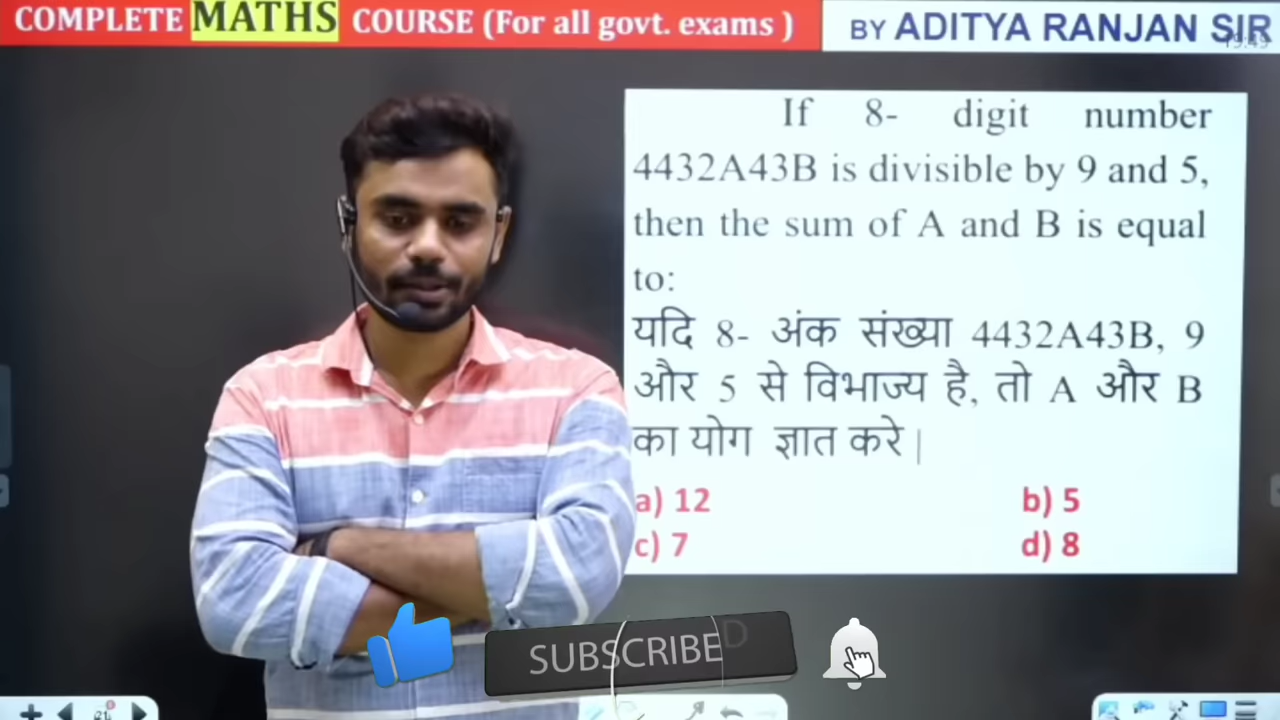 COMPLETE MATHS COURSE (For all govt. exams )
BY ADITYA RANJAN SIR
If 8- digit number
4432A43B is divisible by 9 and 5,
then the sum of A and B is equal
to:
यदि 8- अंक संख्या 4432A43B, 9
और 5 से विभाज्य है, तो A और B
का योग ज्ञात करे |
a) 12 b) 5
c) 7 d) 8
SUBSCRIBED
21